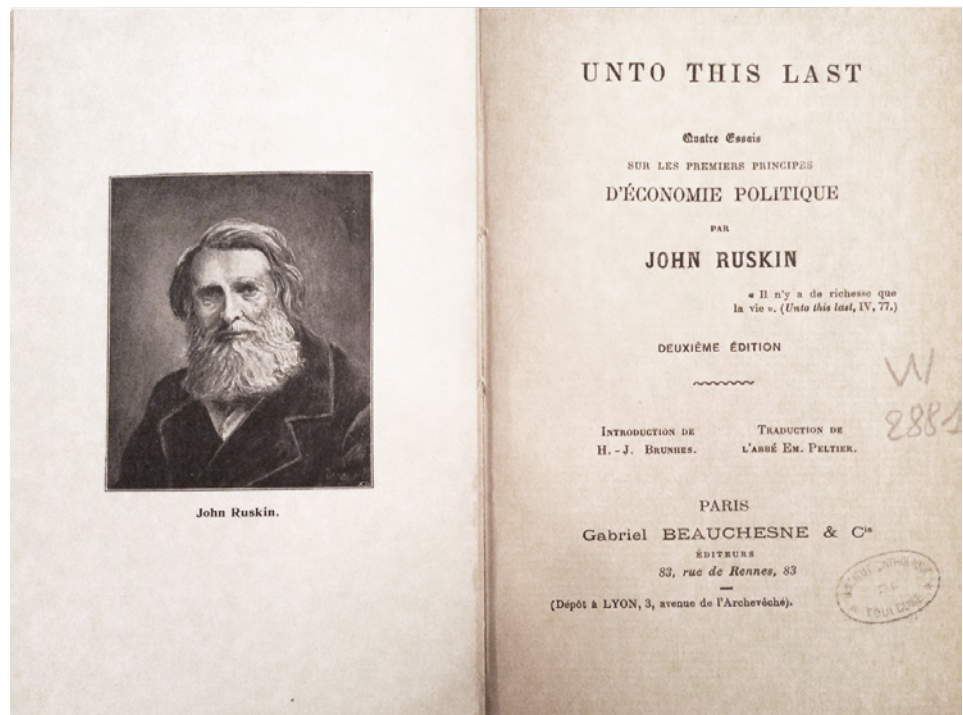 John Ruskin.
UNTO THIS LAST
Quatre Essais
SUR LES PREMIERS PRINCIPES
D'ÉCONOMIE POLITIQUE
PAR
JOHN RUSKIN
« Il n'y a de richesse que
la vie ». (Unto this last, IV, 77.)
DEUXIÈME ÉDITION
INTRODUCTION DE
H.-J. BRUNHES.
TRADUCTION DE
L'ABBÉ EM. PELTIER.
W
2881
PARIS
Gabriel BEAUCHESNE & Cie
ÉDITEURS
83, rue de Rennes, 83
(Dépôt à LYON, 3, avenue de l'Archevêché).
TOULOUSE